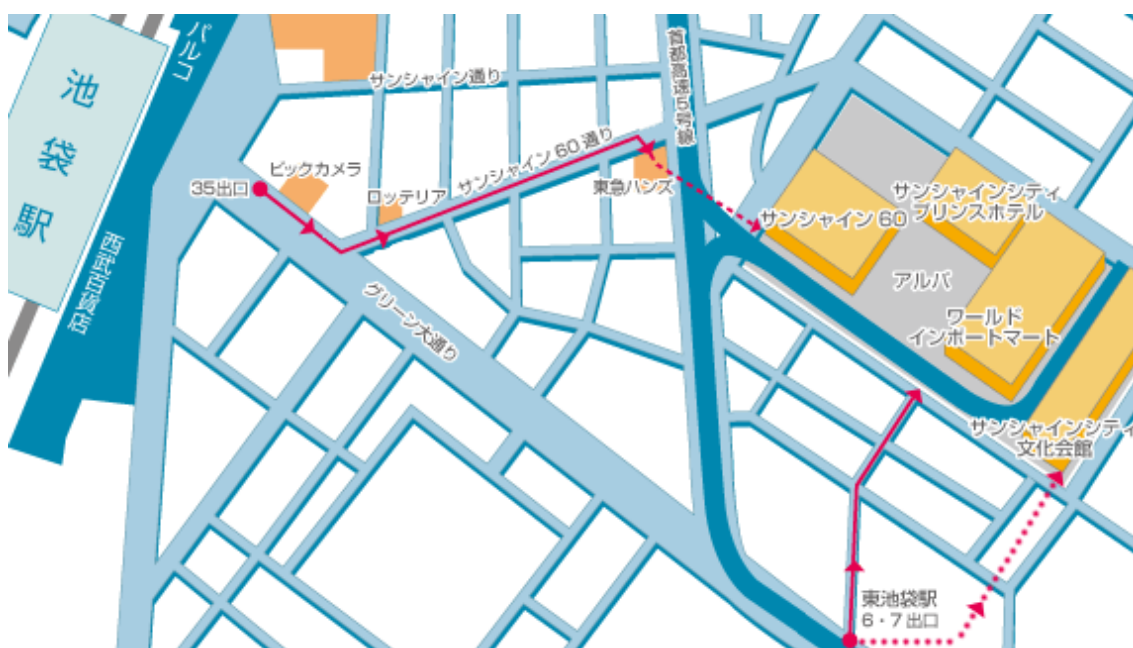 パルコ
池袋駅
西武百貨店
サンシャイン通り
首都高速5号線
ビックカメラ
35出口
ロッテリア
サンシャイン60通り
東急ハンズ
サンシャイン60
サンシャインシティ
プリンスホテル
アルパ
ワールド
インポートマート
グリーン大通り
サンシャインシティ
文化会館
東池袋駅
6・7出口